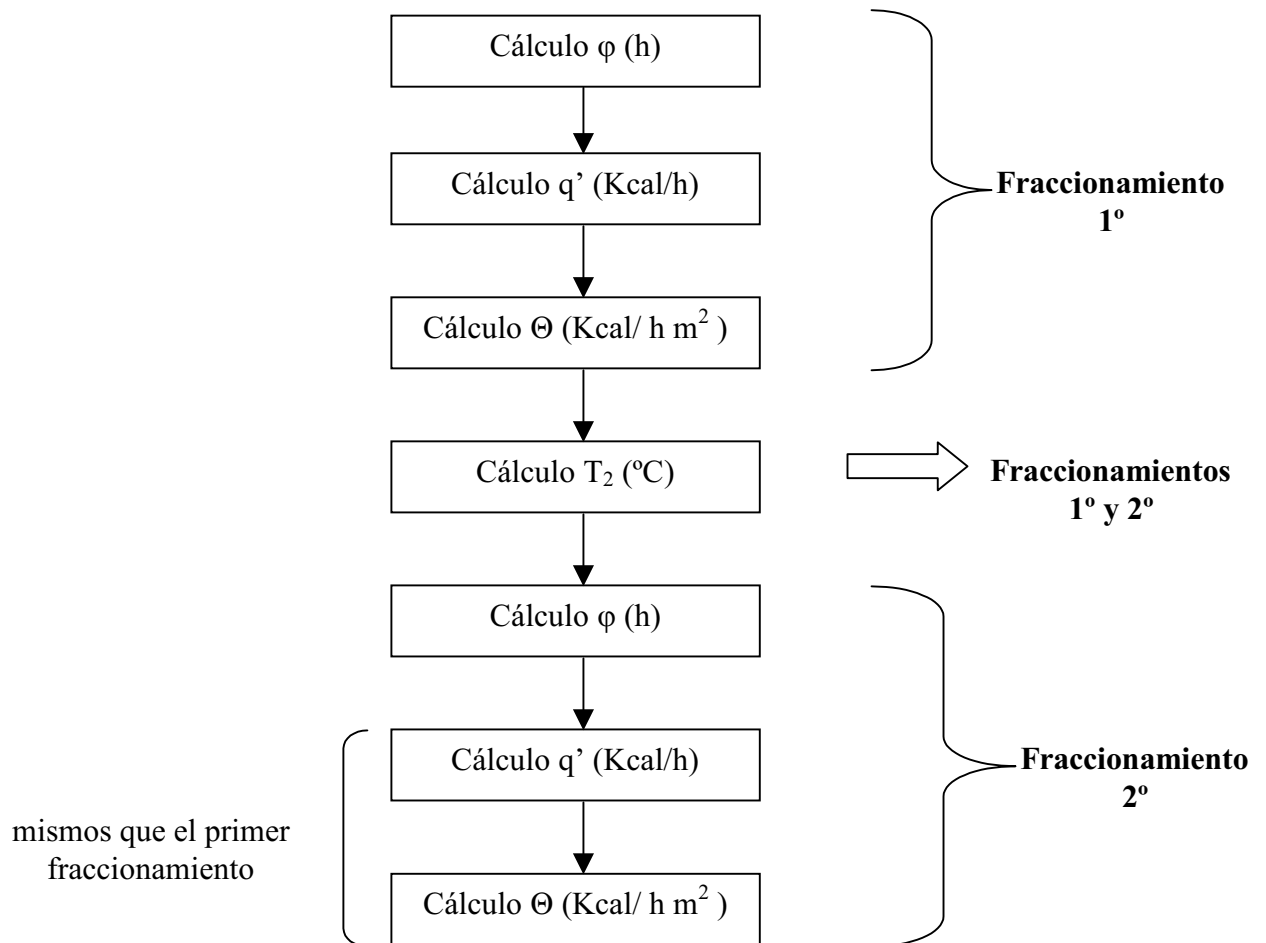 Cálculo φ (h)
Cálculo q’ (Kcal/h)
Fraccionamiento
1º
Cálculo Θ (Kcal/ h m² )
Cálculo T₂ (ºC)
Fraccionamientos
1º y 2º
Cálculo φ (h)
Cálculo q’ (Kcal/h)
Fraccionamiento
2º
mismos que el primer
fraccionamiento
Cálculo Θ (Kcal/ h m² )